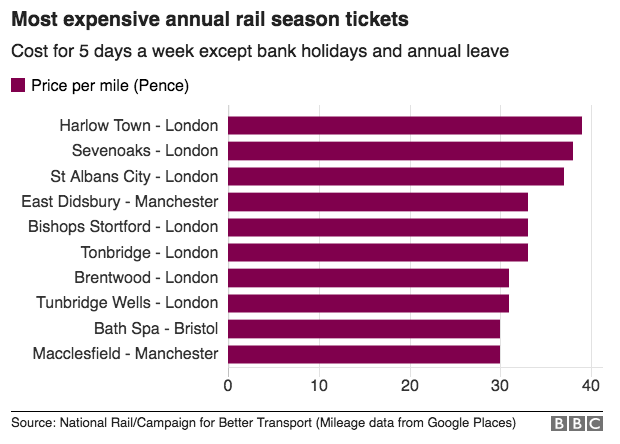 Most expensive annual rail season tickets
Cost for 5 days a week except bank holidays and annual leave
Price per mile (Pence)
Harlow Town - London
Sevenoaks - London
St Albans City - London
East Didsbury - Manchester
Bishops Stortford - London
Tonbridge - London
Brentwood - London
Tunbridge Wells - London
Bath Spa - Bristol
Macclesfield - Manchester
0 10 20 30 40
Source: National Rail/Campaign for Better Transport (Mileage data from Google Places) BBC